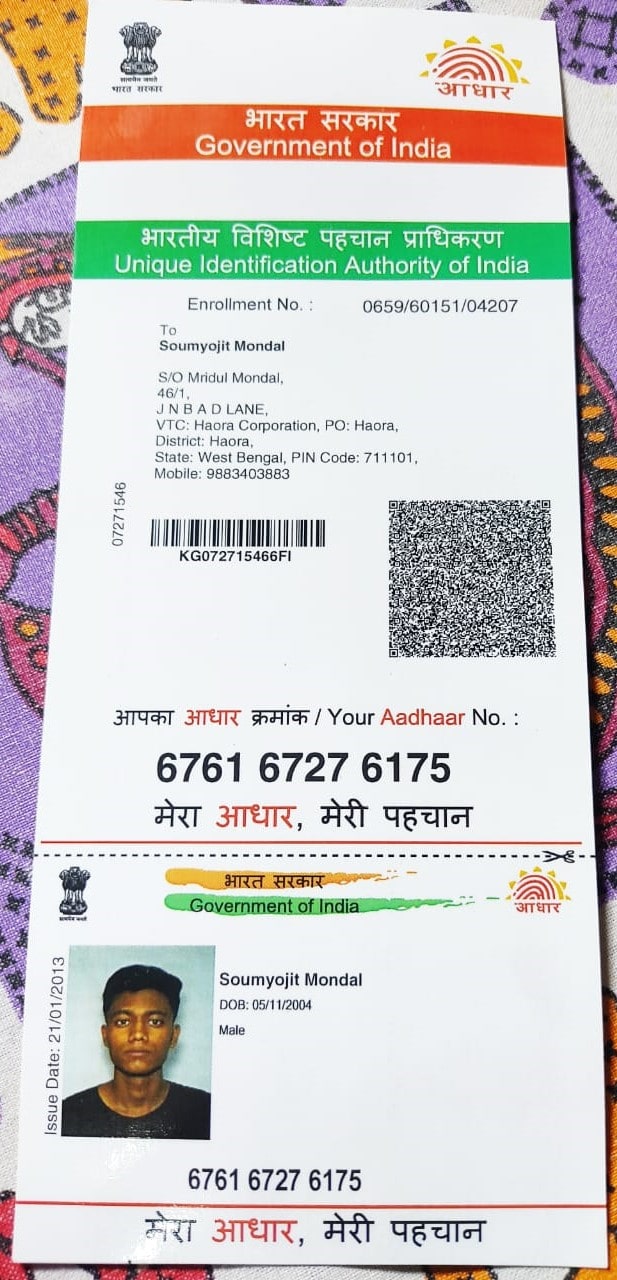 सत्यमेव जयते
भारत सरकार
आधार
भारत सरकार
Government of India
भारतीय विशिष्ट पहचान प्राधिकरण
Unique Identification Authority of India
Enrollment No. : 0659/60151/04207
To
Soumyojit Mondal
S/O Mridul Mondal,
46/1,
J N B A D LANE,
VTC: Haora Corporation, PO: Haora,
District: Haora,
State: West Bengal, PIN Code: 711101,
Mobile: 9883403883
07271546
KG072715466FI
आपका आधार क्रमांक / Your Aadhaar No. :
6761 6727 6175
मेरा आधार, मेरी पहचान
सत्यमेव जयते
भारत सरकार
Government of India
आधार
Issue Date: 21/01/2013
Soumyojit Mondal
DOB: 05/11/2004
Male
6761 6727 6175
मेरा आधार, मेरी पहचान